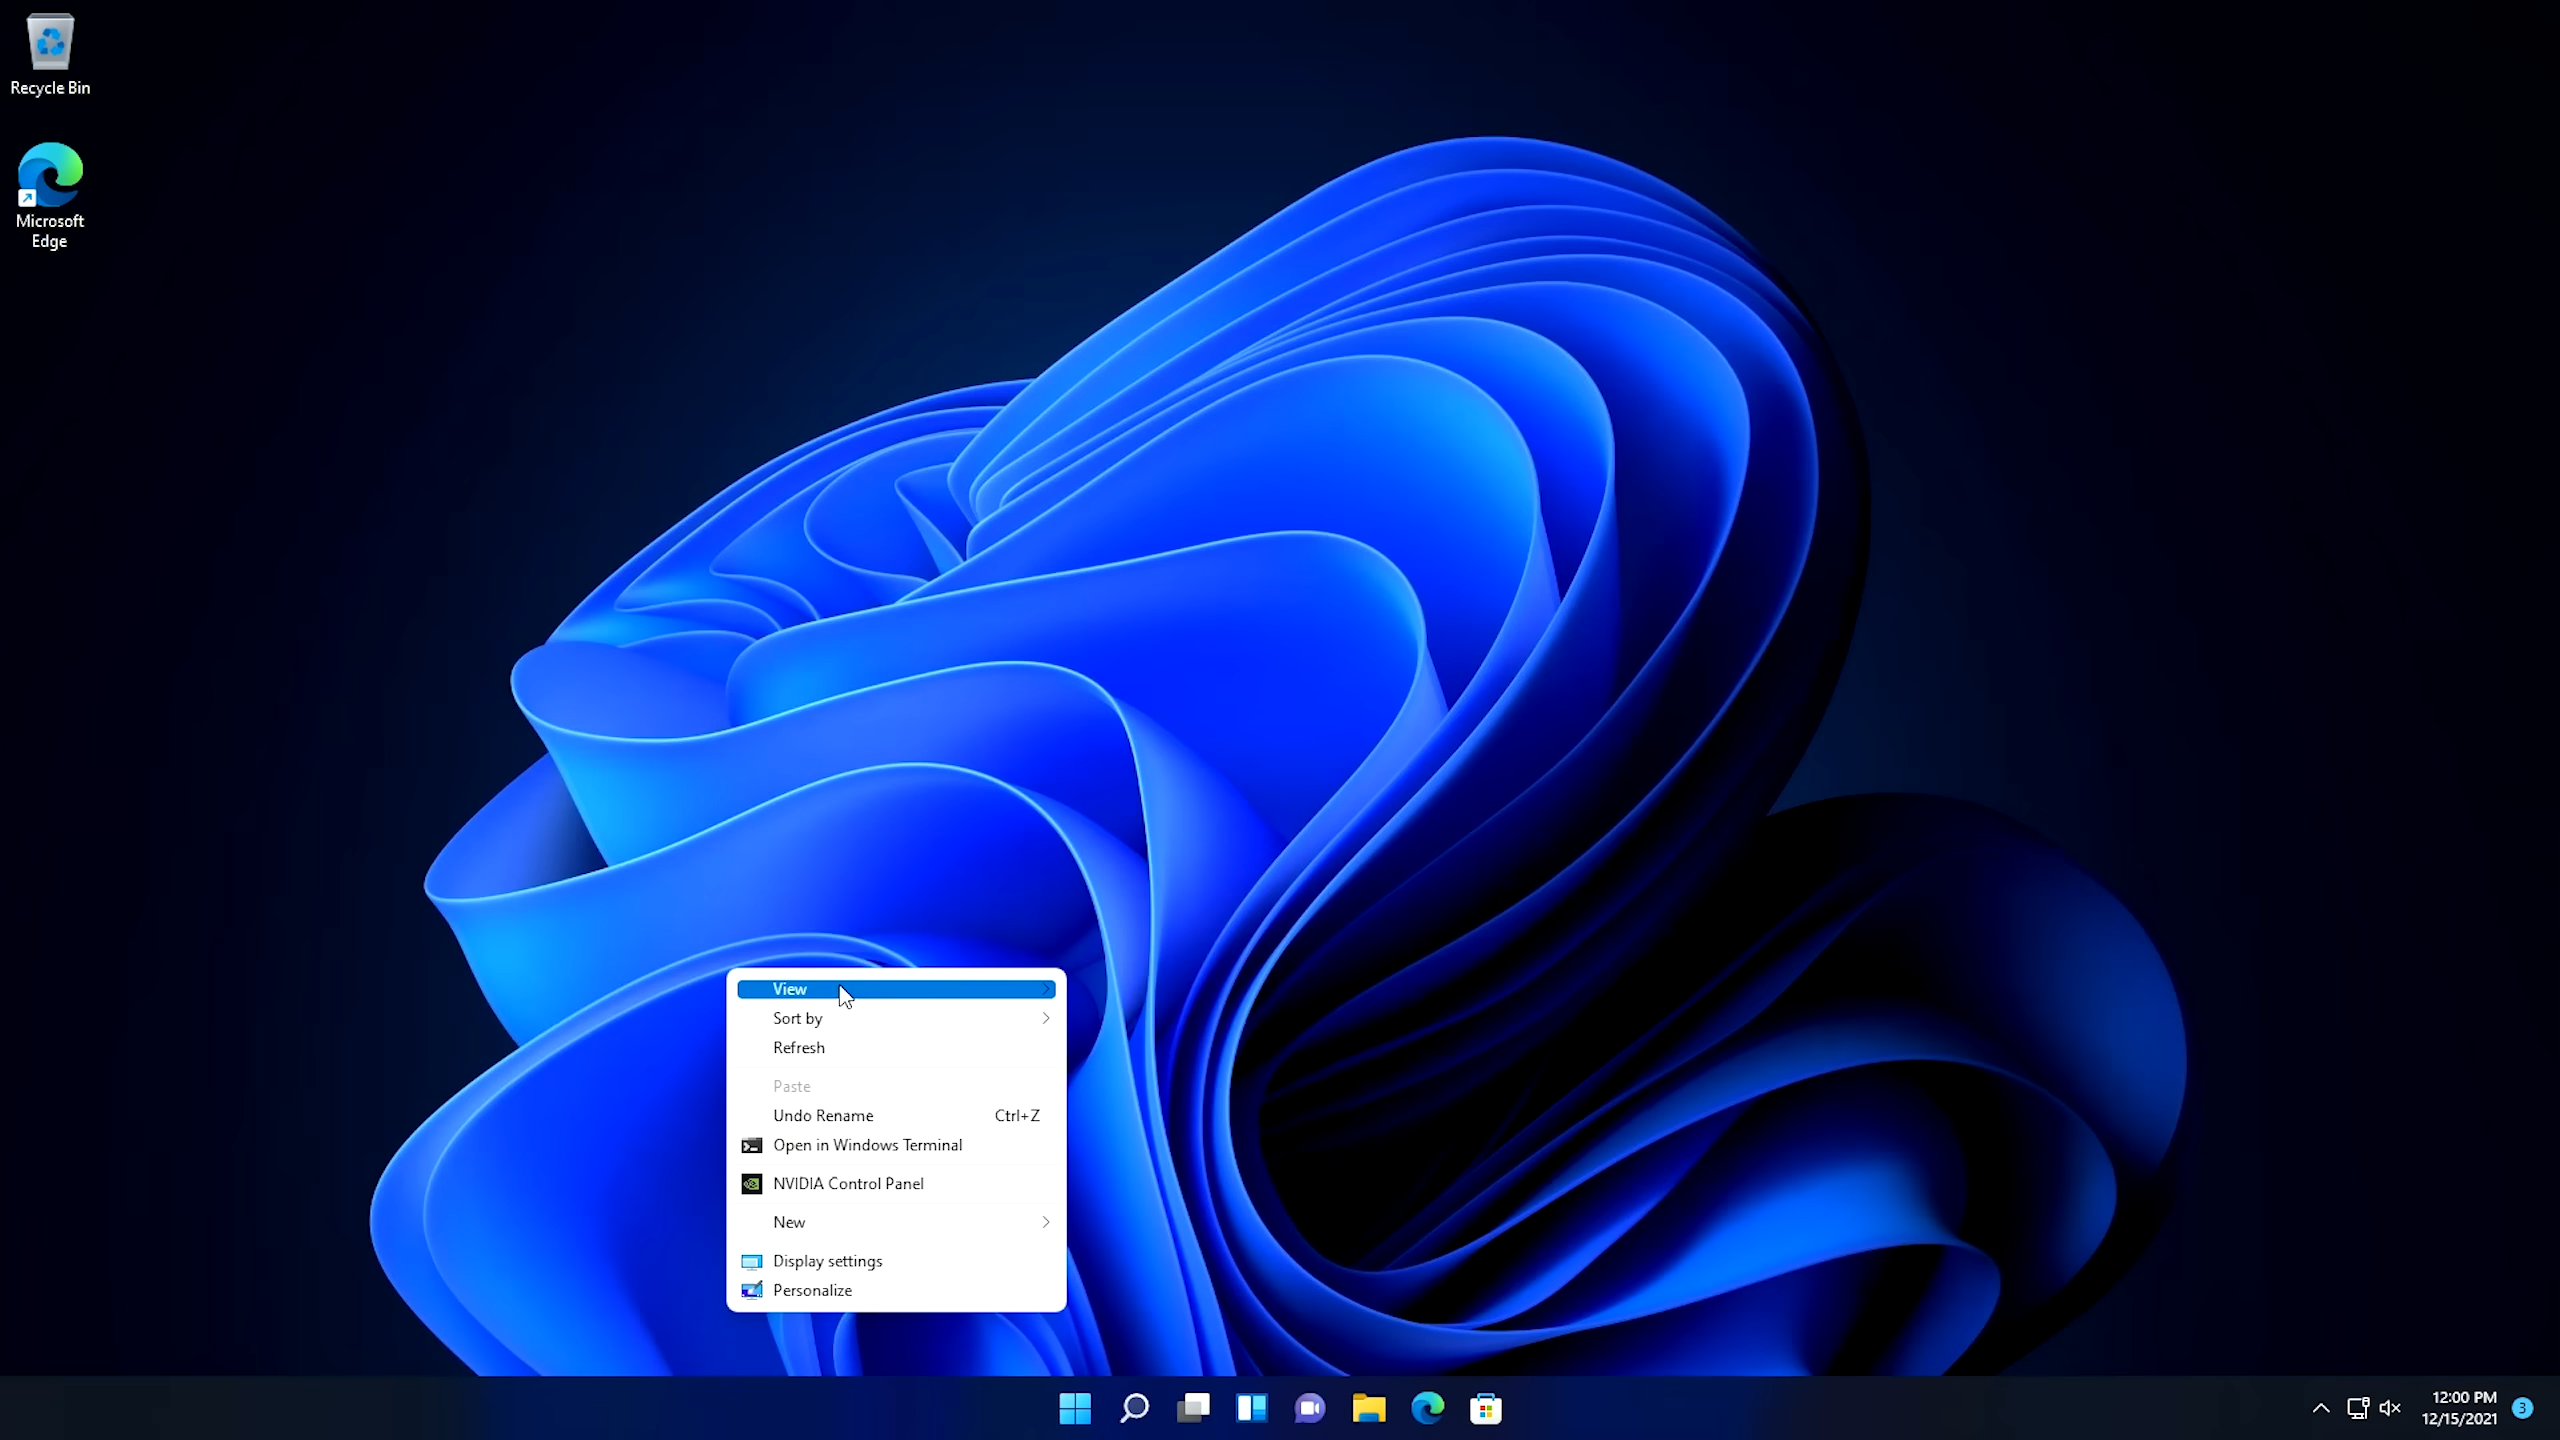 Recycle Bin
Microsoft
Edge
View
Sort by
Refresh
Paste
Undo Rename Ctrl+Z
Open in Windows Terminal
NVIDIA Control Panel
New
Display settings
Personalize
12:00 PM
12/15/2021
3